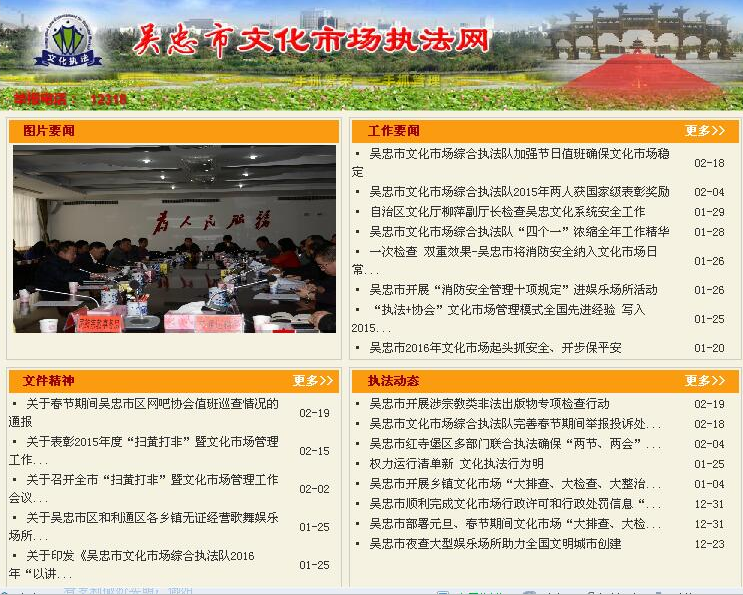 吴忠市文化市场执法网
文化执法
举报电话： 12318
图片要闻
为人民服务
工作要闻 更多>>
· 吴忠市文化市场综合执法队加强节日值班确保文化市场稳
定 02-18
· 吴忠市文化市场综合执法队2015年两人获国家级表彰奖励 02-04
· 自治区文化厅柳萍副厅长检查吴忠文化系统安全工作 01-29
· 吴忠市文化市场综合执法队“四个一”浓缩全年工作精华 01-28
· 一次检查 双重效果-吴忠市将消防安全纳入文化市场日
常... 01-26
· 吴忠市开展“消防安全管理十项规定”进娱乐场所活动 01-26
· “执法+协会”文化市场管理模式全国先进经验 写入
2015... 01-25
· 吴忠市2016年文化市场起头抓安全、开步保平安 01-20
文件精神 更多>>
· 关于春节期间吴忠市区网吧协会值班巡查情况的
通报 02-19
· 关于表彰2015年度“扫黄打非”暨文化市场管理
工作... 02-15
· 关于召开全市“扫黄打非”暨文化市场管理工作
会议... 02-02
· 关于吴忠市区和利通区各乡镇无证经营歌舞娱乐
场所... 01-25
· 关于印发《吴忠市文化市场综合执法队2016
年“以讲... 01-25
执法动态 更多>>
· 吴忠市开展涉宗教类非法出版物专项检查行动 02-19
· 吴忠市文化市场综合执法队完善春节期间举报投诉处... 02-18
· 吴忠市红寺堡区多部门联合执法确保“两节、两会”... 02-04
· 权力运行清单新 文化执法行为明 01-25
· 吴忠市开展乡镇文化市场“大排查、大检查、大整治... 01-04
· 吴忠市顺利完成文化市场行政许可和行政处罚信息“... 12-31
· 吴忠市部署元旦、春节期间文化市场“大排查、大检... 12-31
· 吴忠市夜查大型娱乐场所助力全国文明城市创建 12-23